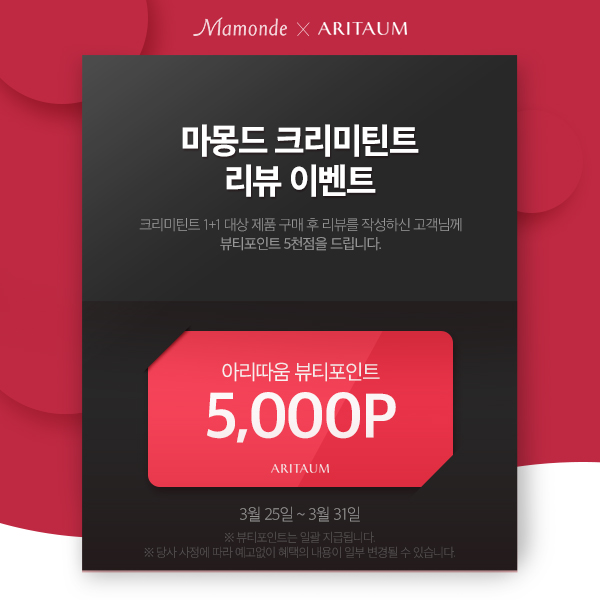 Mamonde × ARITAUM
마몽드 크리미틴트
리뷰 이벤트
크리미틴트 1+1 대상 제품 구매 후 리뷰를 작성하신 고객님께
뷰티포인트 5천점을 드립니다.
아리따움 뷰티포인트
5,000P
ARITAUM
3월 25일 ~ 3월 31일
※ 뷰티포인트는 일괄 지급됩니다.
※ 당사 사정에 따라 예고없이 혜택의 내용이 일부 변경될 수 있습니다.